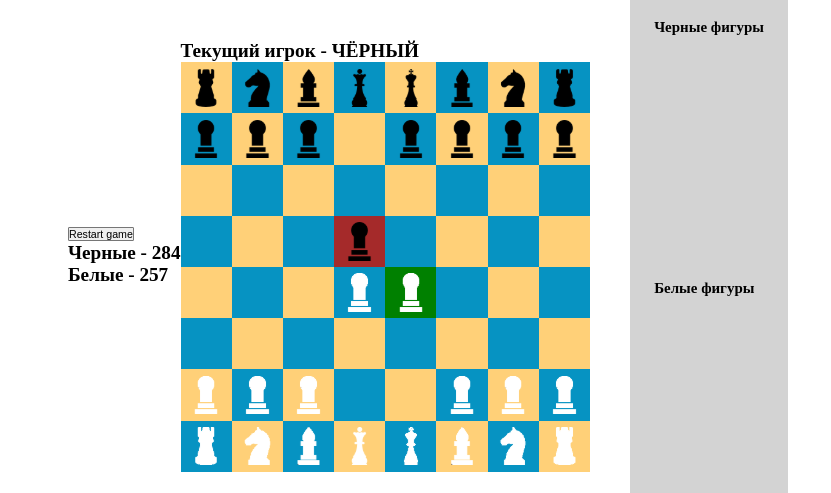 Черные фигуры
Текущий игрок - ЧЁРНЫЙ
Restart game
Черные - 284
Белые - 257
Белые фигуры